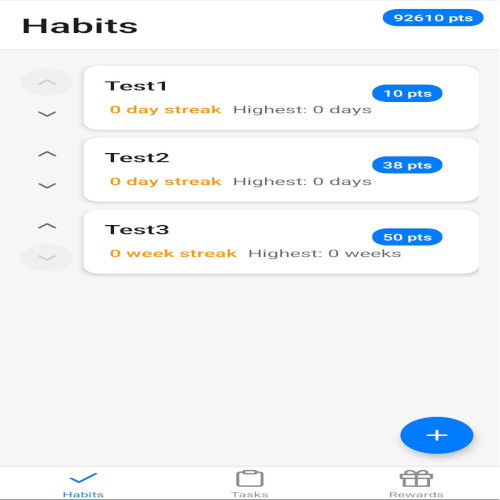 Habits
92610 pts
Test1
10 pts
0 day streak Highest: 0 days
Test2
38 pts
0 day streak Highest: 0 days
Test3
50 pts
0 week streak Highest: 0 weeks
Habits
Tasks
Rewards